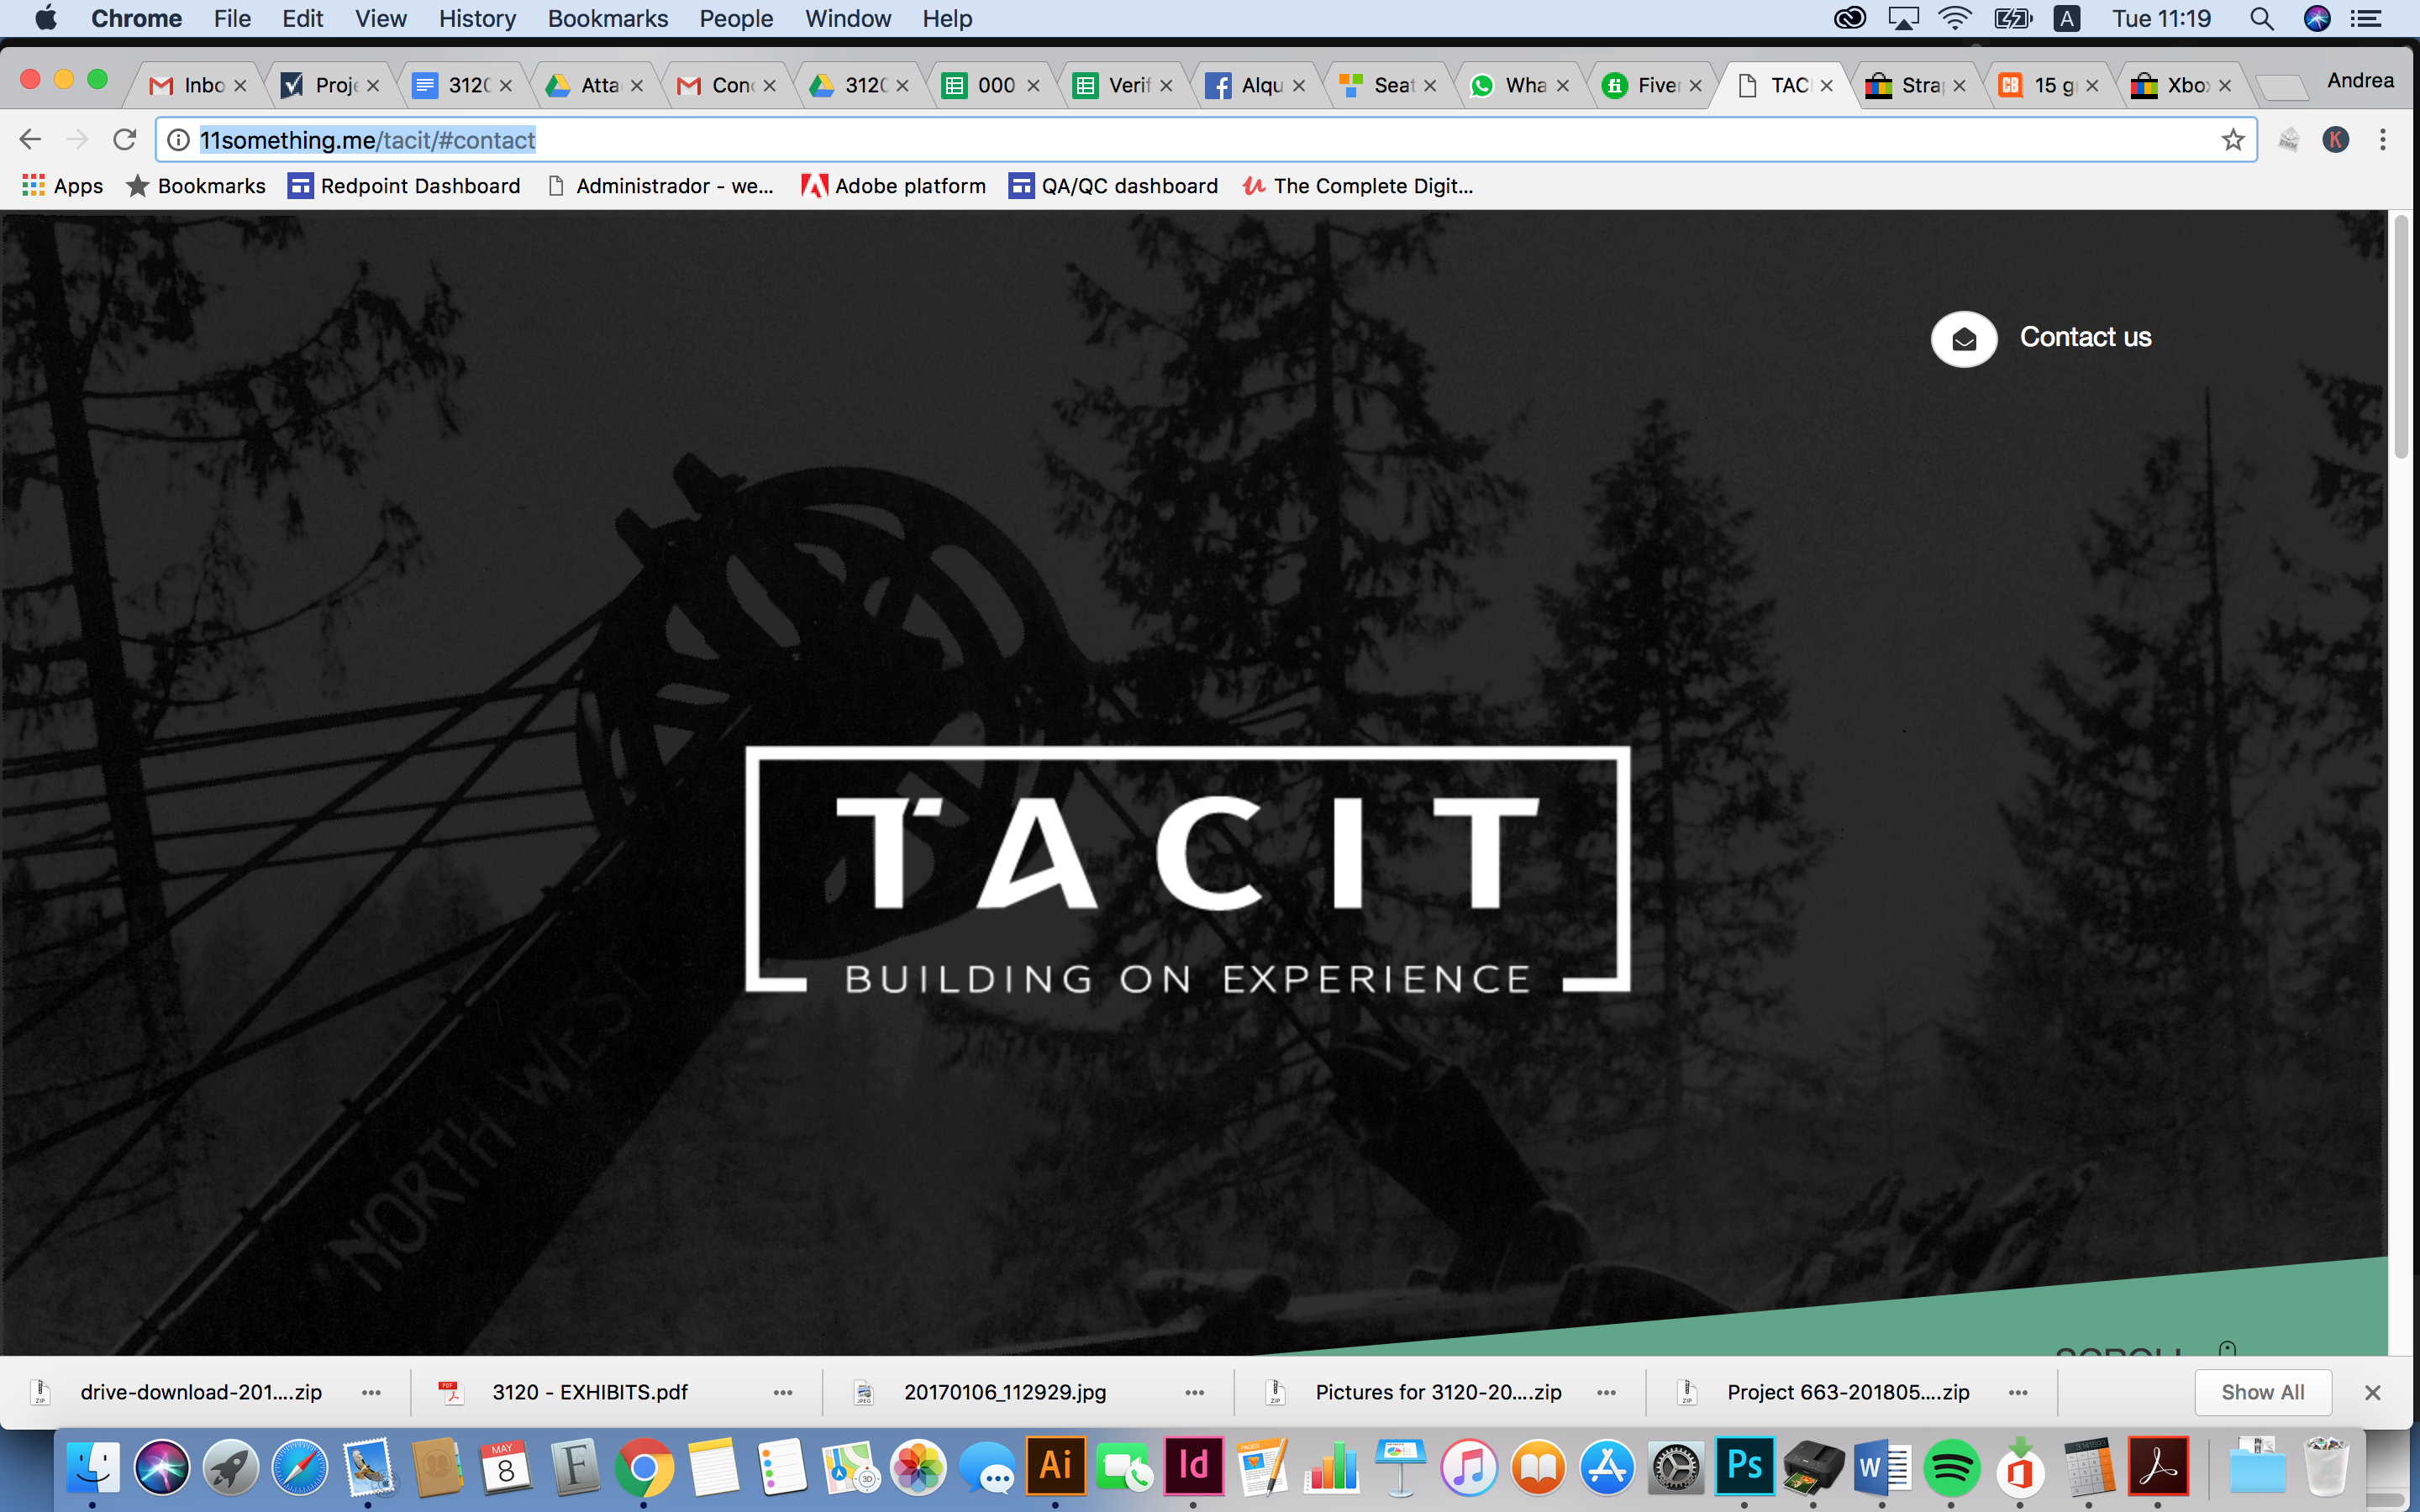 Chrome File Edit View History Bookmarks People Window Help A Tue 11:19
Inbo Proje 3120 Atta Con 3120 000 Verif Alqu Seat Wha Fiver TAC Stra 15 g Xbo Andrea
11something.me/tacit/#contact
Apps Bookmarks Redpoint Dashboard Administrador - we... Adobe platform QA/QC dashboard The Complete Digit...
Contact us
TACIT
BUILDING ON EXPERIENCE
NORTH WEST
SCROLL
drive-download-201....zip 3120 - EXHIBITS.pdf 20170106_112929.jpg Pictures for 3120-20....zip Project 663-201805....zip Show All
MAY
8
Ai Id Ps W